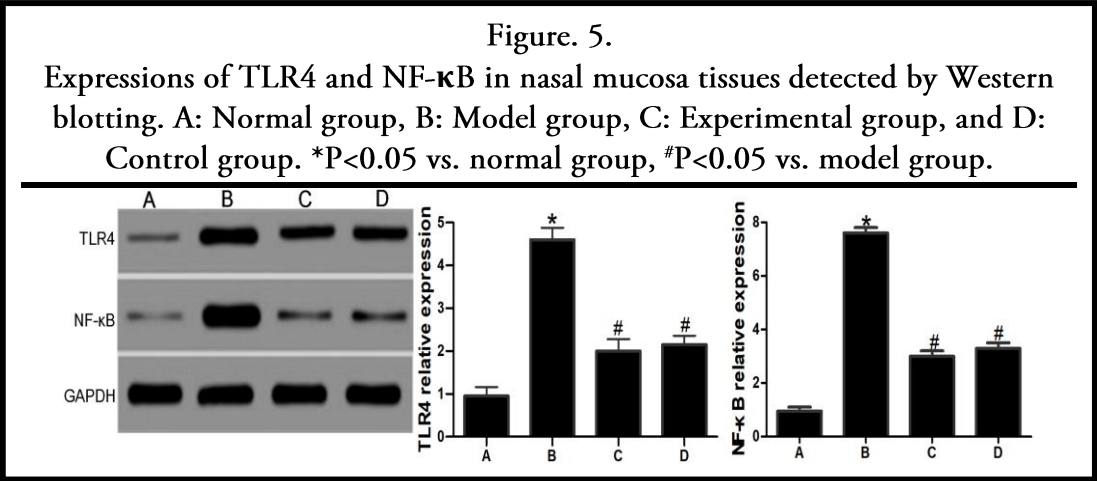 Figure. 5.
Expressions of TLR4 and NF-κB in nasal mucosa tissues detected by Western
blotting. A: Normal group, B: Model group, C: Experimental group, and D:
Control group. *P<0.05 vs. normal group, #P<0.05 vs. model group.
A B C D
TLR4
NF-κB
GAPDH
TLR4 relative expression
5
4
3
2
1
0
*
#
#
A B C D
NF-κ B relative expression
8
6
4
2
0
*
#
#
A B C D